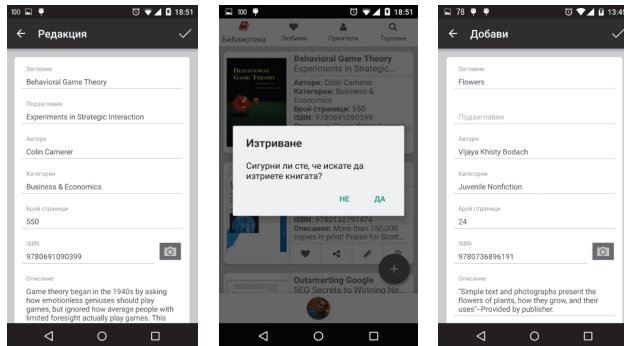 100
18:51
Редакция
Заглавие
Behavioral Game Theory
Подзаглавие
Experiments in Strategic Interaction
Автори
Colin Camerer
Категории
Business & Economics
Брой страници
550
ISBN
9780691090399
Описание
Game theory began in the 1940s by asking
how emotionless geniuses should play
games, but ignored how average people with
limited foresight actually play games. This
100
18:51
Библиотека
Любими
Приятели
Търсене
BEHAVIORAL
GAME THEORY
Behavioral Game Theory
Experiments in Strategic...
Автори: Colin Camerer
Категории: Business &
Economics
Брой страници: 550
ISBN: 9780691090399
Изтриване
Сигурни ли сте, че искате да
изтриете книгата?
НЕ
ДА
ISBN: 9780132797474
Описание: More than 150,000
copies in print! Praise for Scott...
Outsmarting Google
SEO Secrets to Winning Ne...
78
13:45
Добави
Заглавие
Flowers
Подзаглавие
Автори
Vijaya Khisty Bodach
Категории
Juvenile Nonfiction
Брой страници
24
ISBN
9780736896191
Описание
"Simple text and photographs present the
flowers of plants, how they grow, and their
uses"--Provided by publisher.